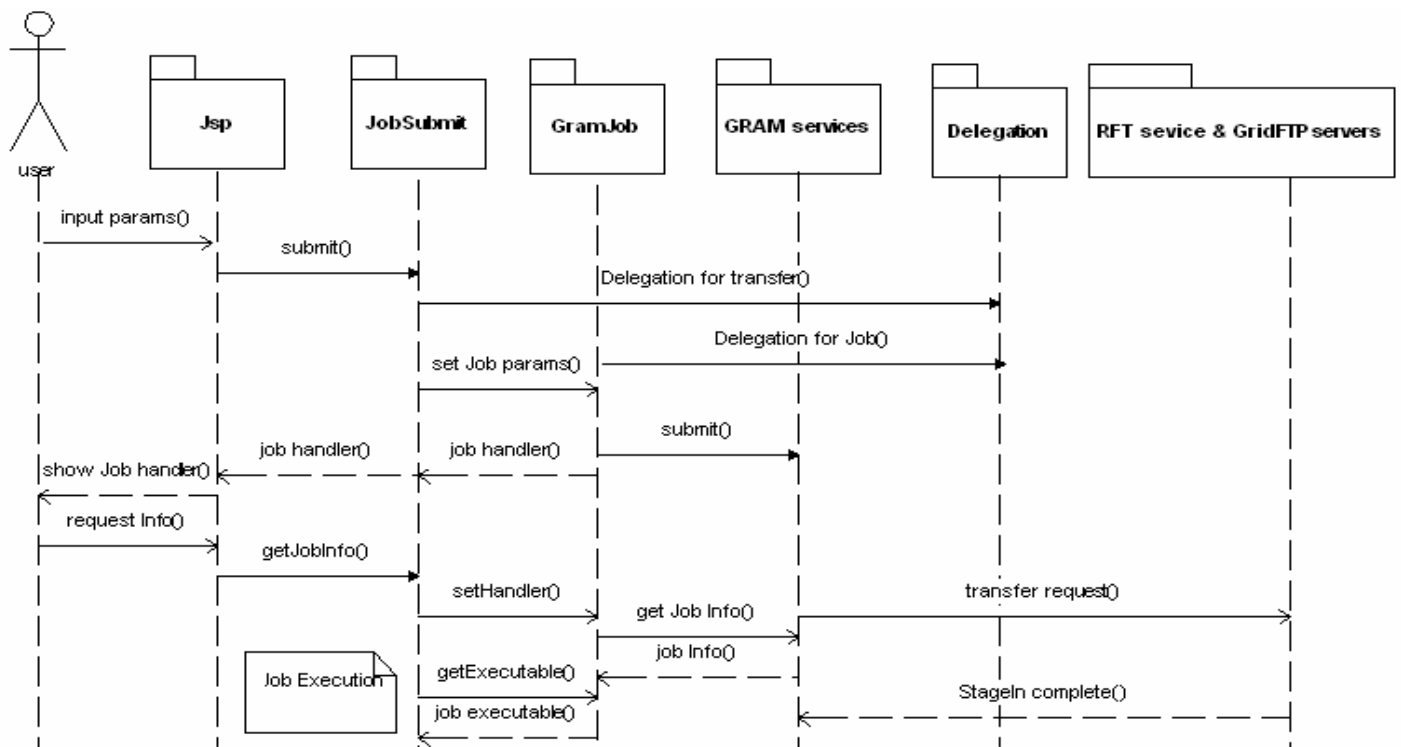 Jsp
JobSubmit
GramJob
GRAM services
Delegation
RFT sevice & GridFTP servers
user
input params()
submit()
Delegation for transfer()
Delegation for Job()
set Job params()
submit()
job handler()
job handler()
show Job handler()
request Info()
getJobInfo()
setHandler()
transfer request()
get Job Info()
job Info()
Job Execution
getExecutable()
StageIn complete()
job executable()